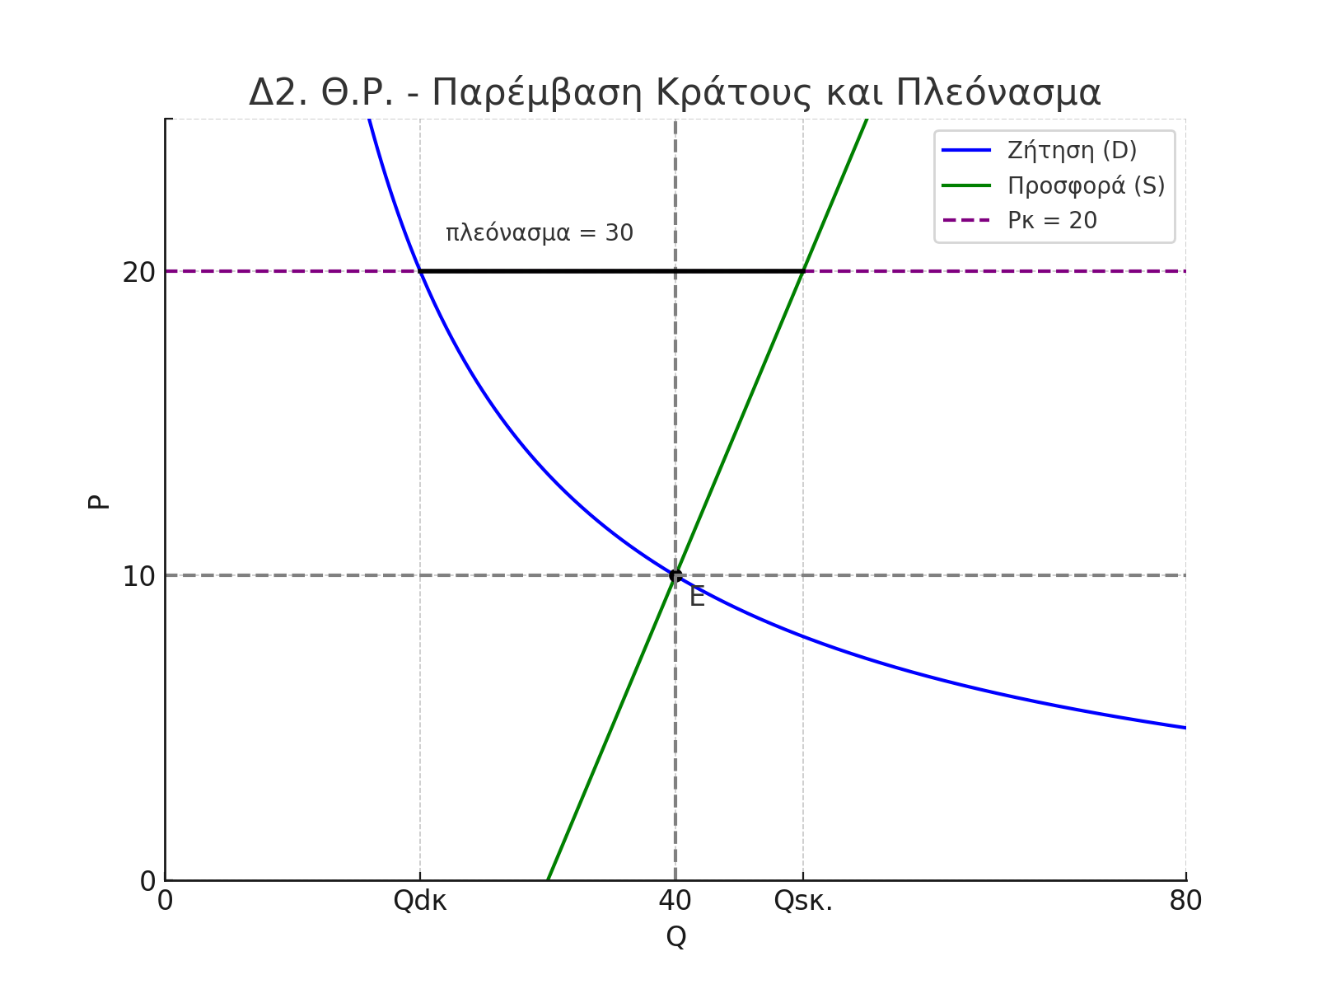 Δ2. Θ.Ρ. - Παρέμβαση Κράτους και Πλεόνασμα
Ζήτηση (D)
Προσφορά (S)
Pκ = 20
πλεόνασμα = 30
20
P
10
E
0
0
Qdκ
40
Qsκ.
80
Q